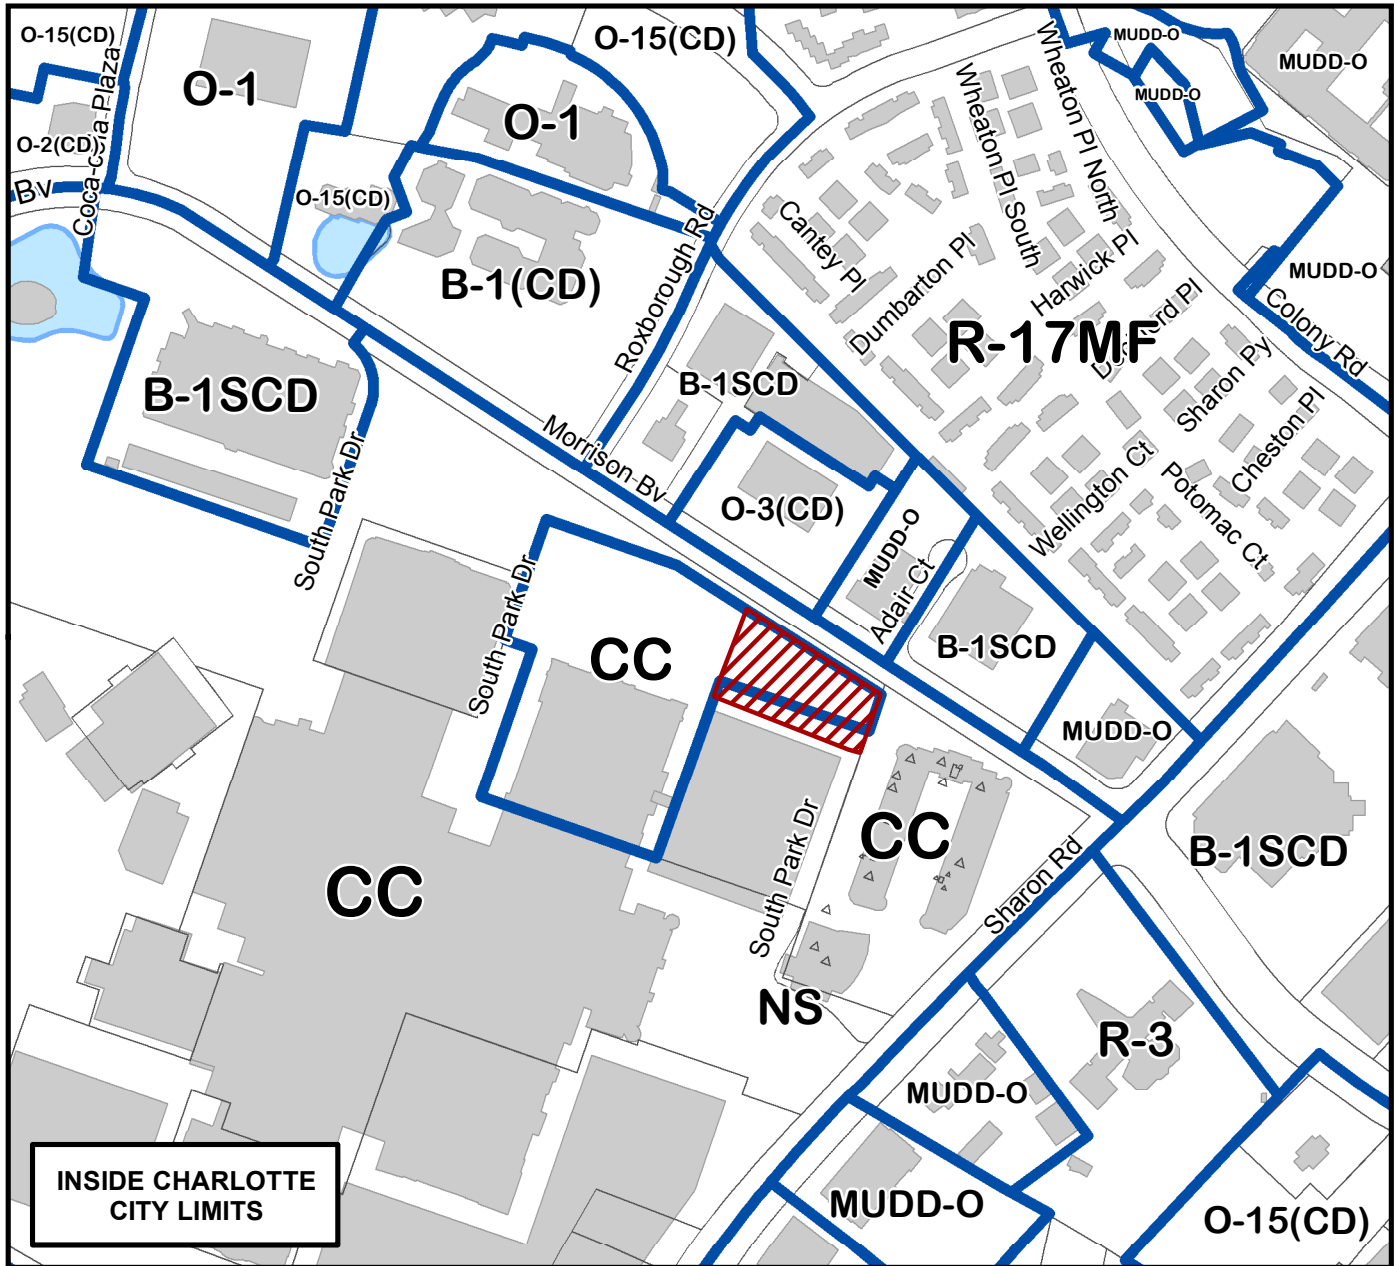 O-15(CD)
O-1
O-15(CD)
MUDD-O
MUDD-O
MUDD-O
Coca-cola Plaza
Wheaton Pl North
Wheaton Pl South
O-1
O-2(CD)
Bv
O-15(CD)
Cantey Pl
Dumbarton Pl
Harwick Pl
MUDD-O
B-1(CD)
Roxborough Rd
Colony Rd
R-17MF
B-1SCD
B-1SCD
Sharon Py
Cheston Pl
South Park Dr
Morrison Bv
O-3(CD)
Wellington Ct
Potomac Ct
MUDD-O
Adair Ct
South Park Dr
CC
B-1SCD
MUDD-O
CC
B-1SCD
CC
South Park Dr
Sharon Rd
NS
R-3
MUDD-O
MUDD-O
O-15(CD)
INSIDE CHARLOTTE
CITY LIMITS